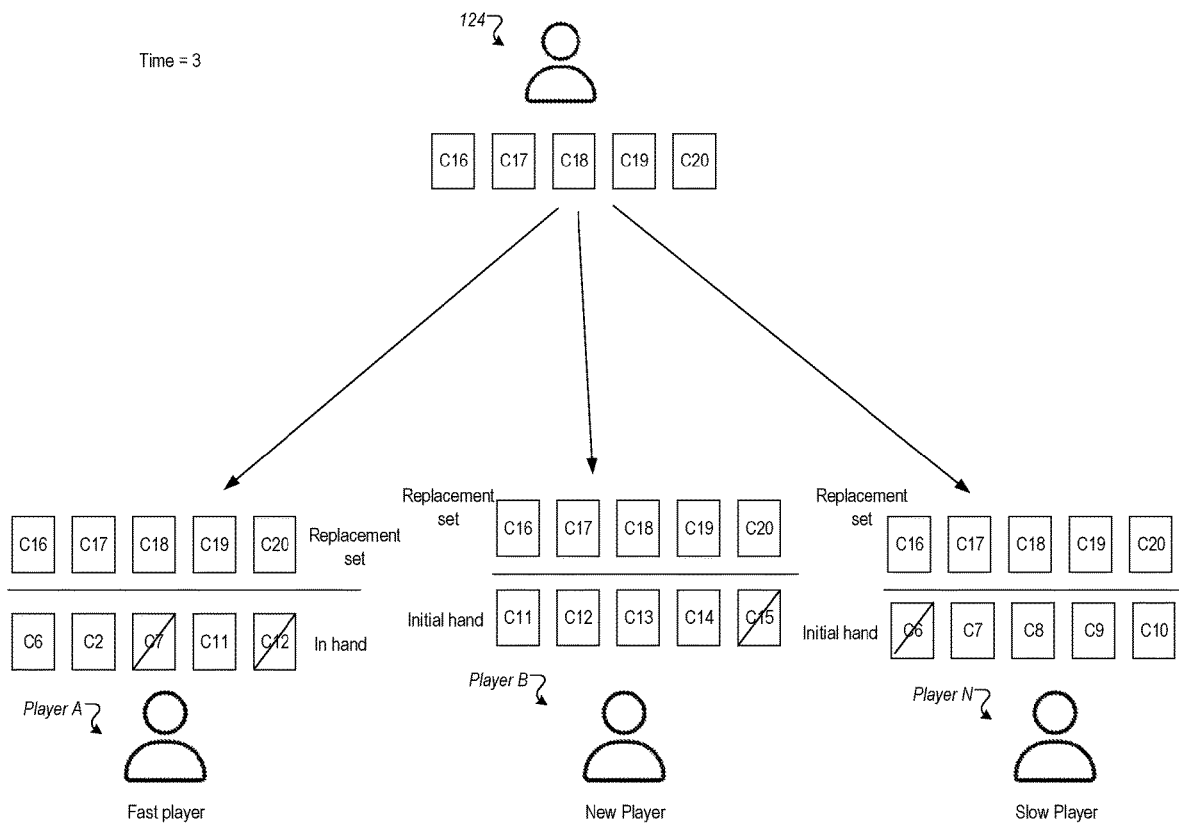 124
Time = 3
C16 C17 C18 C19 C20
Replacement
set
C16 C17 C18 C19 C20
Replacement
set
C16 C17 C18 C19 C20
Replacement
set
C16 C17 C18 C19 C20
C6 C2 C7 C11 C12
In hand
Initial hand
C11 C12 C13 C14 C15
Initial hand
C6 C7 C8 C9 C10
Player A
Player B
Player N
Fast player
New Player
Slow Player